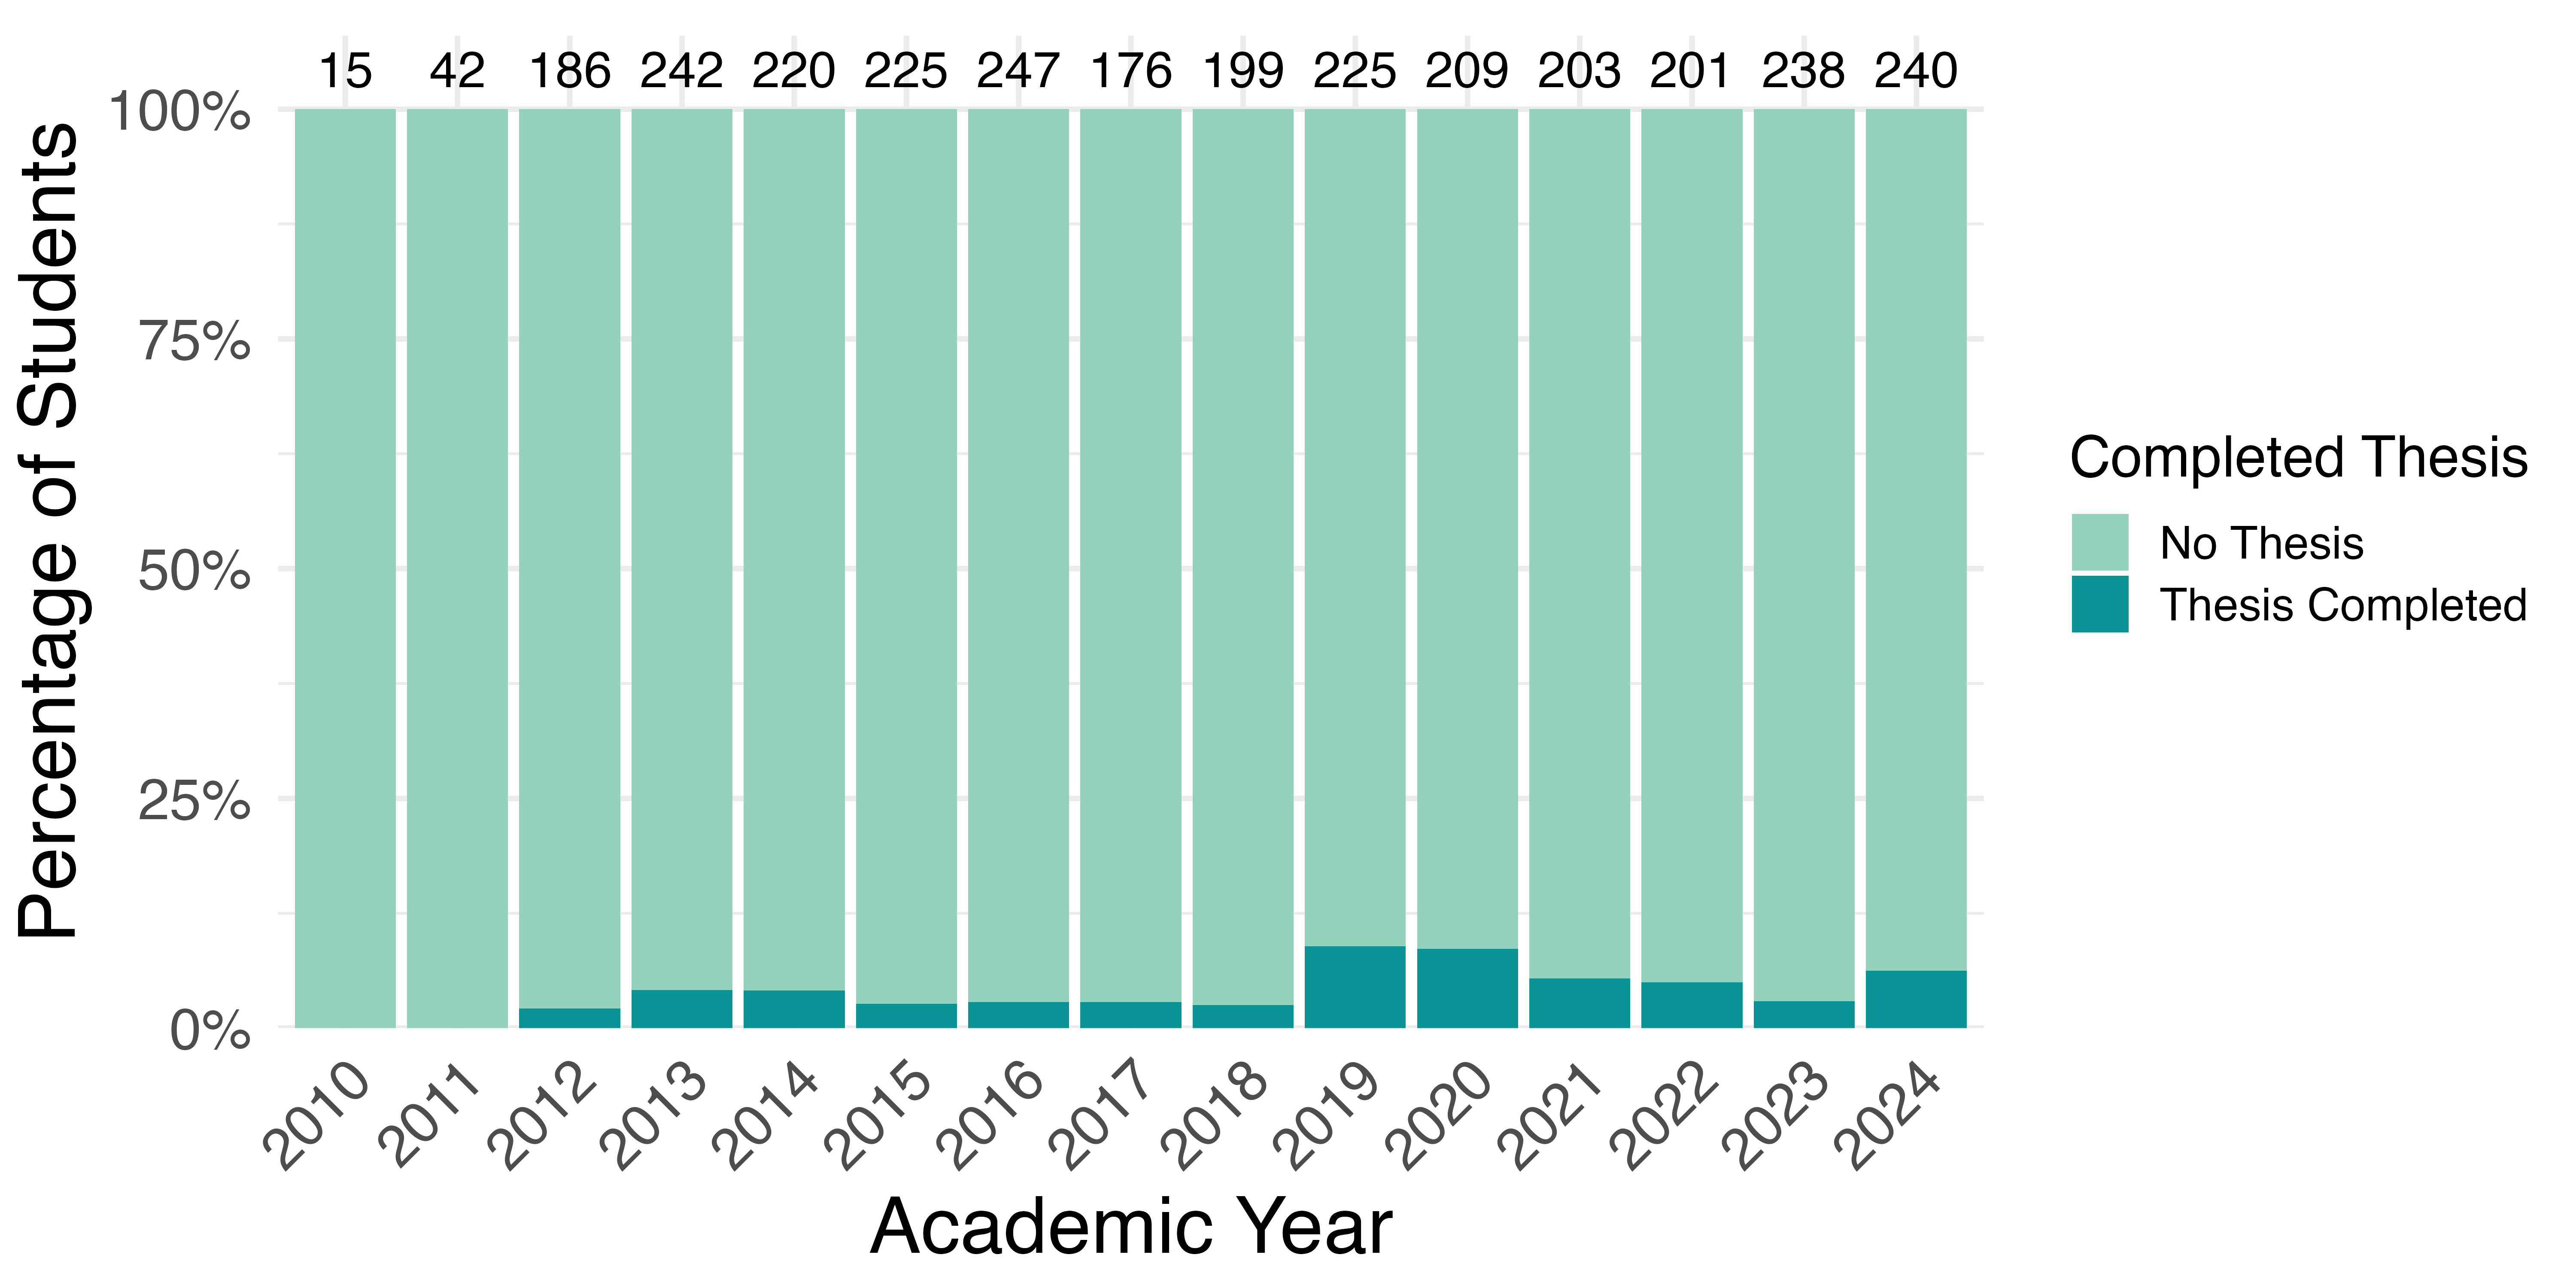 15 42 186 242 220 225 247 176 199 225 209 203 201 238 240
100%
75%
50%
25%
0%
Percentage of Students
2010 2011 2012 2013 2014 2015 2016 2017 2018 2019 2020 2021 2022 2023 2024
Academic Year
Completed Thesis
No Thesis
Thesis Completed